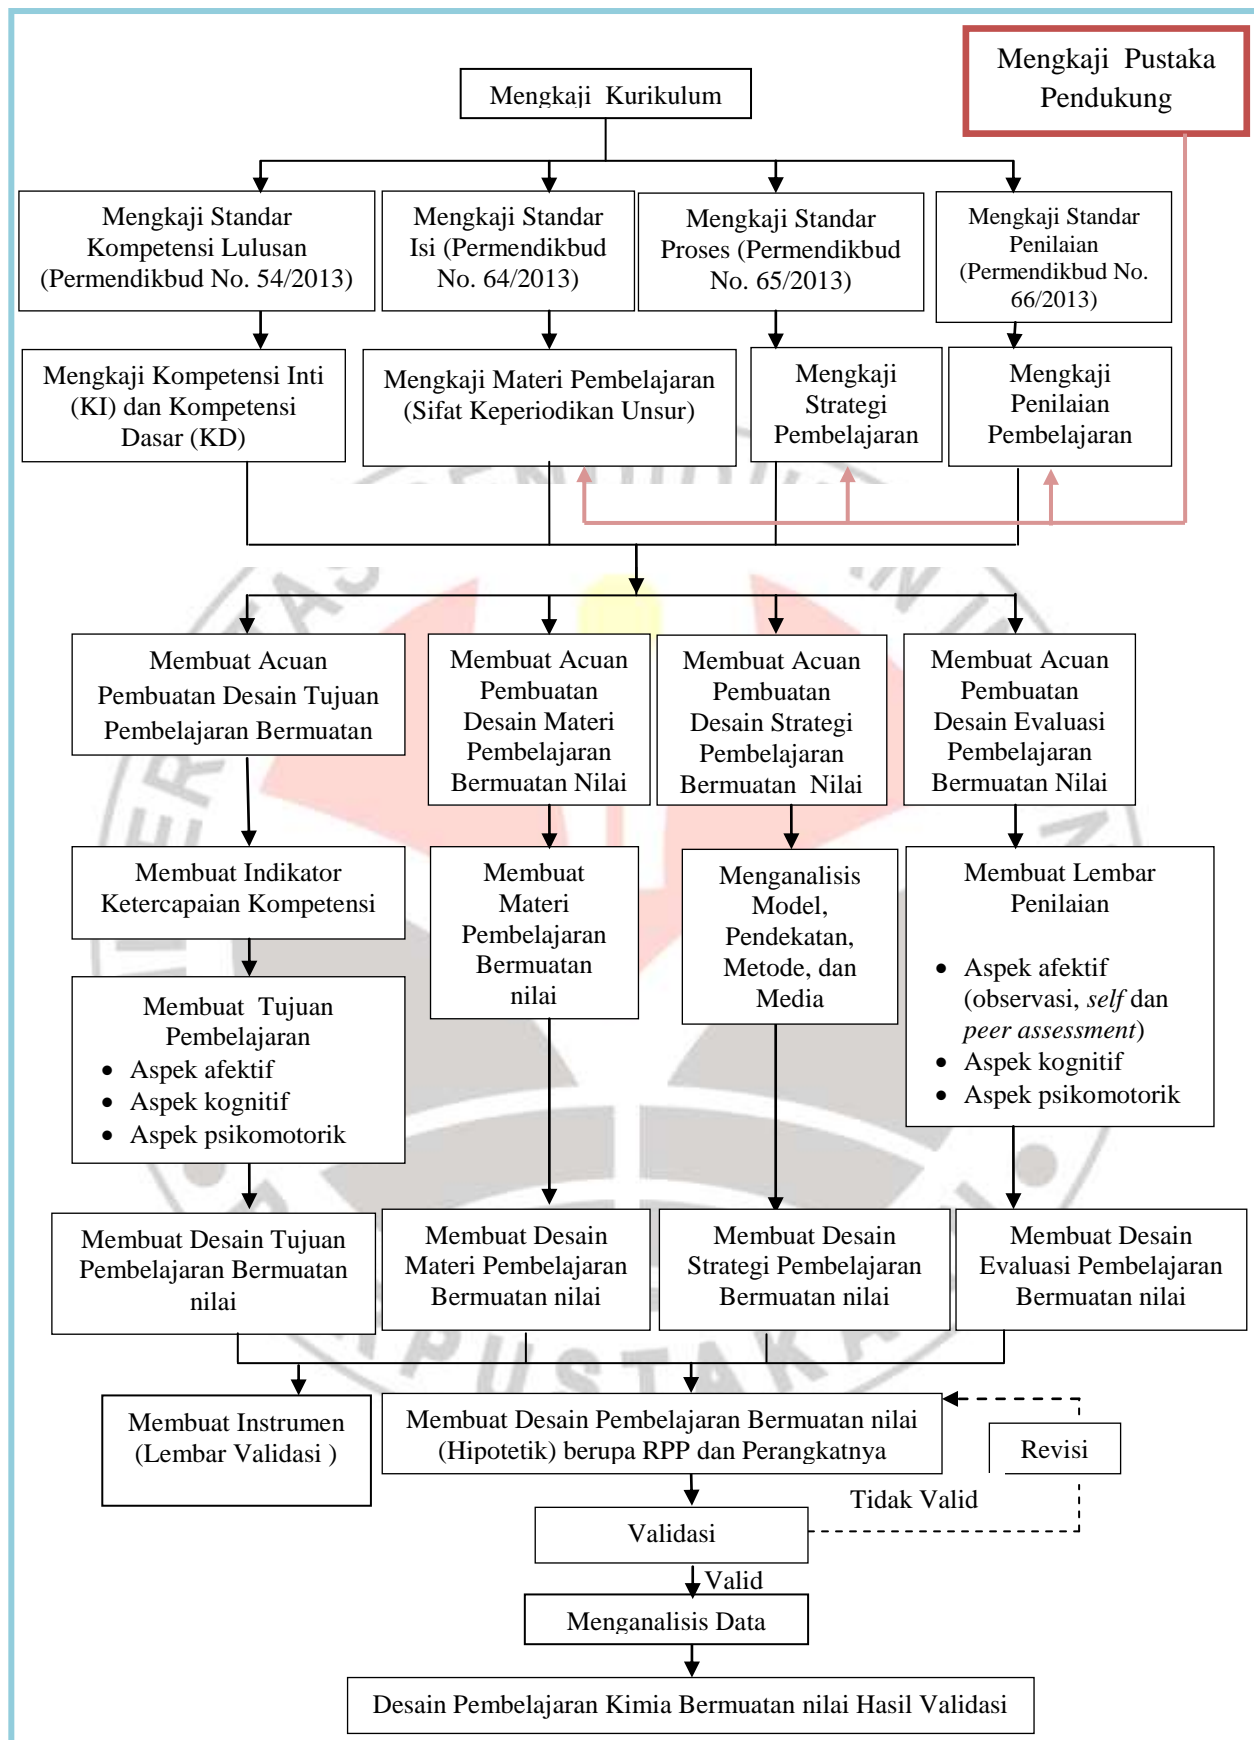 Mengkaji Pustaka
Pendukung
Mengkaji Kurikulum
Mengkaji Standar
Kompetensi Lulusan
(Permendikbud No. 54/2013)
Mengkaji Standar
Isi (Permendikbud
No. 64/2013)
Mengkaji Standar
Proses (Permendikbud
No. 65/2013)
Mengkaji Standar
Penilaian
(Permendikbud No.
66/2013)
Mengkaji Kompetensi Inti
(KI) dan Kompetensi
Dasar (KD)
Mengkaji Materi Pembelajaran
(Sifat Keperiodikan Unsur)
Mengkaji
Strategi
Pembelajaran
Mengkaji
Penilaian
Pembelajaran
Membuat Acuan
Pembuatan Desain Tujuan
Pembelajaran Bermuatan
Membuat Acuan
Pembuatan
Desain Materi
Pembelajaran
Bermuatan Nilai
Membuat Acuan
Pembuatan
Desain Strategi
Pembelajaran
Bermuatan Nilai
Membuat Acuan
Pembuatan
Desain Evaluasi
Pembelajaran
Bermuatan Nilai
Membuat Indikator
Ketercapaian Kompetensi
Membuat
Materi
Pembelajaran
Bermuatan
nilai
Menganalisis
Model,
Pendekatan,
Metode, dan
Media
Membuat Lembar
Penilaian
• Aspek afektif
(observasi, self dan
peer assessment)
• Aspek kognitif
• Aspek psikomotorik
Membuat Tujuan
Pembelajaran
• Aspek afektif
• Aspek kognitif
• Aspek psikomotorik
Membuat Desain Tujuan
Pembelajaran Bermuatan
nilai
Membuat Desain
Materi Pembelajaran
Bermuatan nilai
Membuat Desain
Strategi Pembelajaran
Bermuatan nilai
Membuat Desain
Evaluasi Pembelajaran
Bermuatan nilai
Membuat Instrumen
(Lembar Validasi )
Membuat Desain Pembelajaran Bermuatan nilai
(Hipotetik) berupa RPP dan Perangkatnya
Revisi
Tidak Valid
Validasi
Valid
Menganalisis Data
Desain Pembelajaran Kimia Bermuatan nilai Hasil Validasi